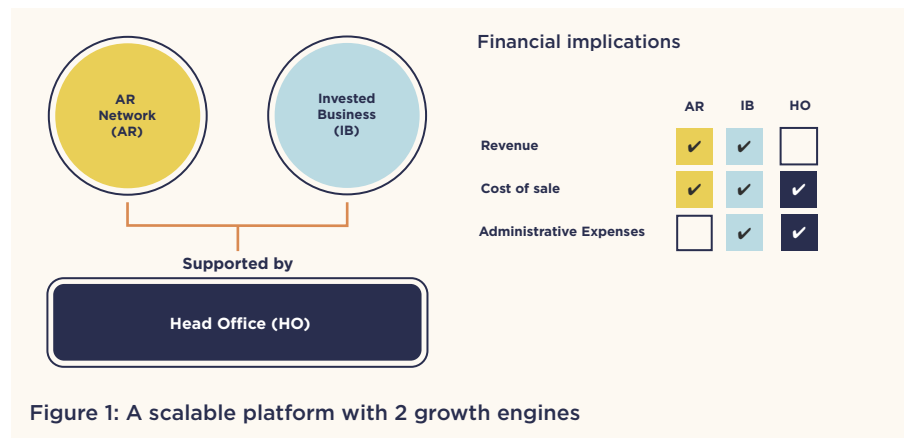 AR
Network
(AR)
Invested
Business
(IB)
Supported by
Head Office (HO)
Financial implications
AR IB HO
Revenue ✔ ✔
Cost of sale ✔ ✔ ✔
Administrative Expenses ✔ ✔
Figure 1: A scalable platform with 2 growth engines